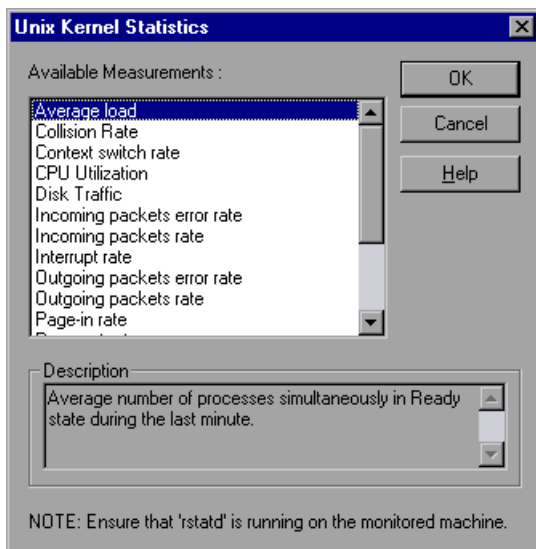 Unix Kernel Statistics
Available Measurements :
Average load
Collision Rate
Context switch rate
CPU Utilization
Disk Traffic
Incoming packets error rate
Incoming packets rate
Interrupt rate
Outgoing packets error rate
Outgoing packets rate
Page-in rate
OK
Cancel
Help
Description
Average number of processes simultaneously in Ready
state during the last minute.
NOTE: Ensure that 'rstatd' is running on the monitored machine.